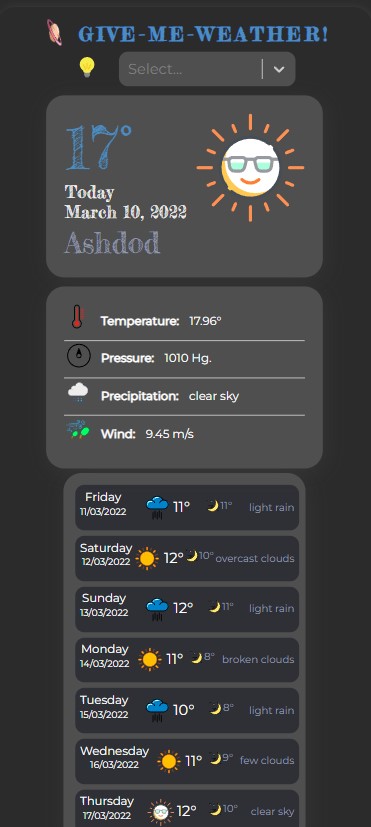 GIVE-ME-WEATHER!
Select...
17°
Today
March 10, 2022
Ashdod
Temperature: 17.96°
Pressure: 1010 Hg.
Precipitation: clear sky
Wind: 9.45 m/s
Friday
11/03/2022
11° 11° light rain
Saturday
12/03/2022
12° 10° overcast clouds
Sunday
13/03/2022
12° 11° light rain
Monday
14/03/2022
11° 8° broken clouds
Tuesday
15/03/2022
10° 8° light rain
Wednesday
16/03/2022
11° 9° few clouds
Thursday
17/03/2022
12° 10° clear sky